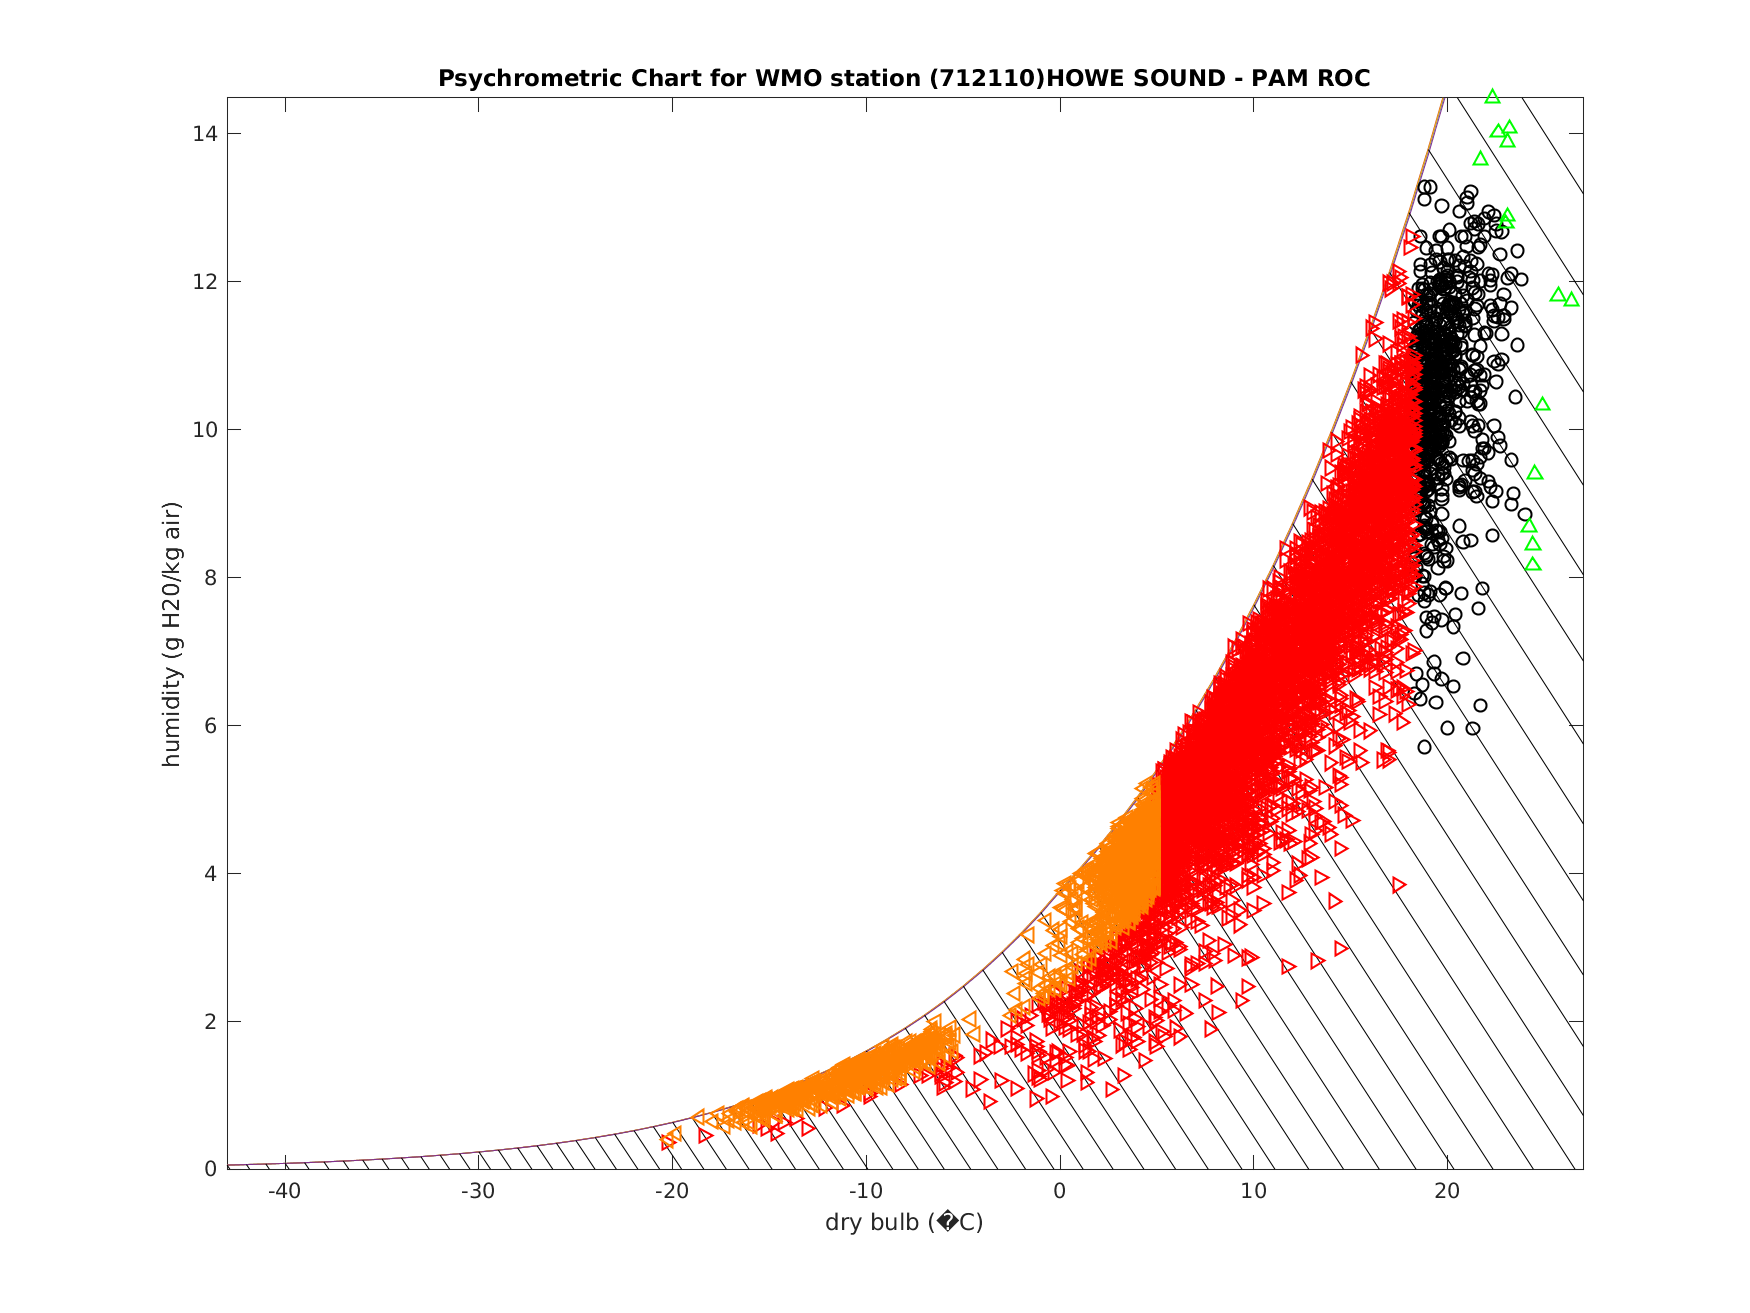 Psychrometric Chart for WMO station (712110)HOWE SOUND - PAM ROC
14
12
10
8
6
4
2
0
humidity (g H20/kg air)
-40 -30 -20 -10 0 10 20
dry bulb (�C)